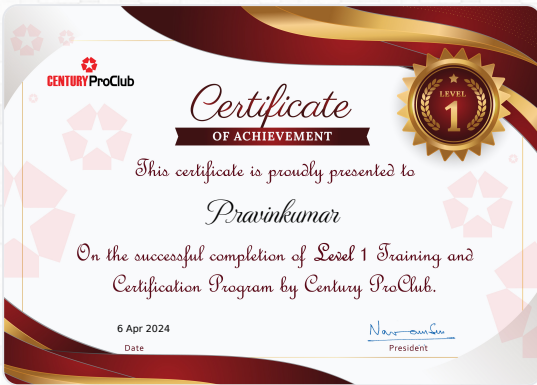 CENTURY ProClub
Certificate
OF ACHIEVEMENT
LEVEL
1
This certificate is proudly presented to
Pravinkumar
On the successful completion of Level 1 Training and
Certification Program by Century ProClub.
6 Apr 2024
Date
President